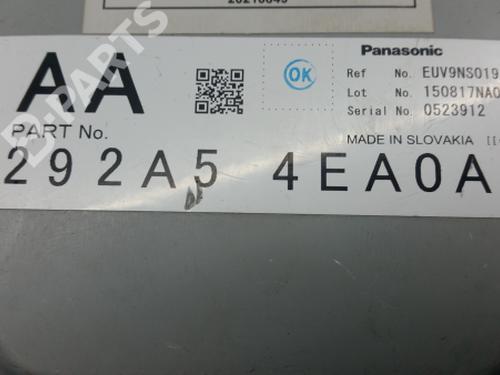 20210849
AA
PART No.
292A5 4EA0A
OK
Panasonic
Ref No. EUV9NS019
Lot No. 150817NA0
Serial No. 0523912
MADE IN SLOVAKIA
B-PARTS